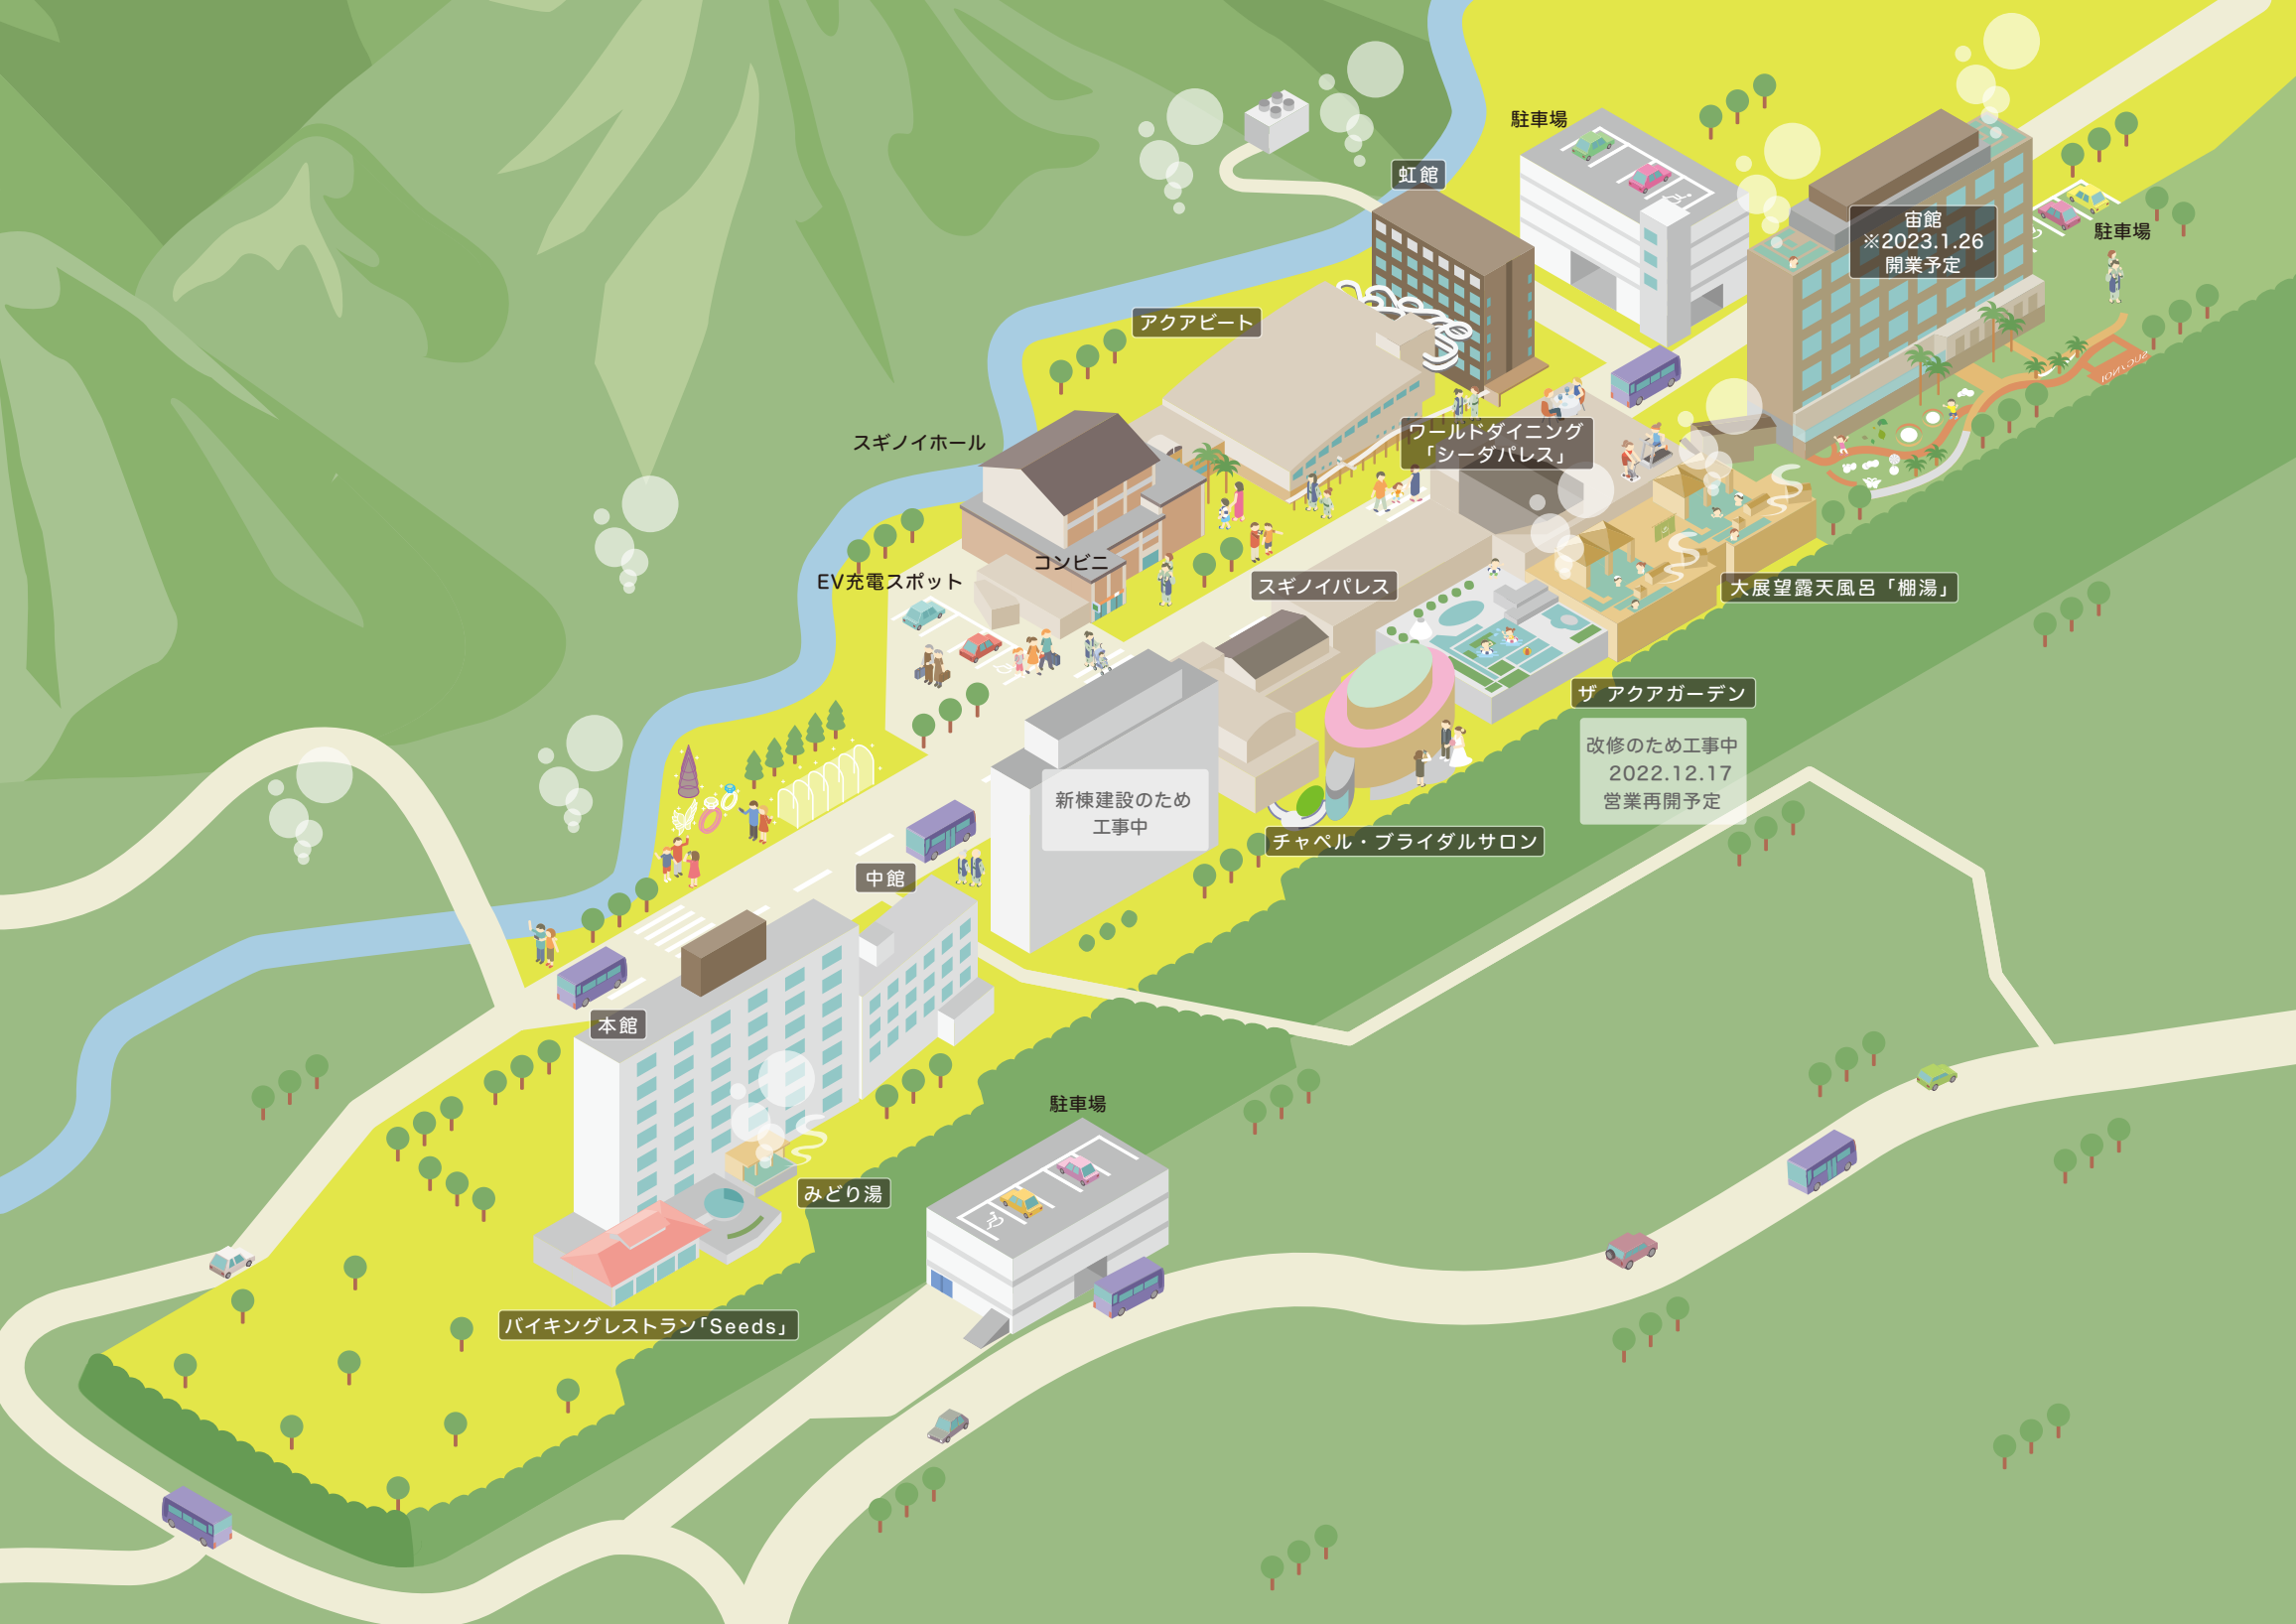 駐車場
虹館
宙館
※2023.1.26
開業予定
駐車場
アクアビート
スギノイホール
ワールドダイニング
「シーダパレス」
コンビニ
EV充電スポット
スギノイパレス
大展望露天風呂「棚湯」
ザ アクアガーデン
改修のため工事中
2022.12.17
営業再開予定
新棟建設のため
工事中
チャペル・ブライダルサロン
中館
本館
駐車場
みどり湯
バイキングレストラン「Seeds」